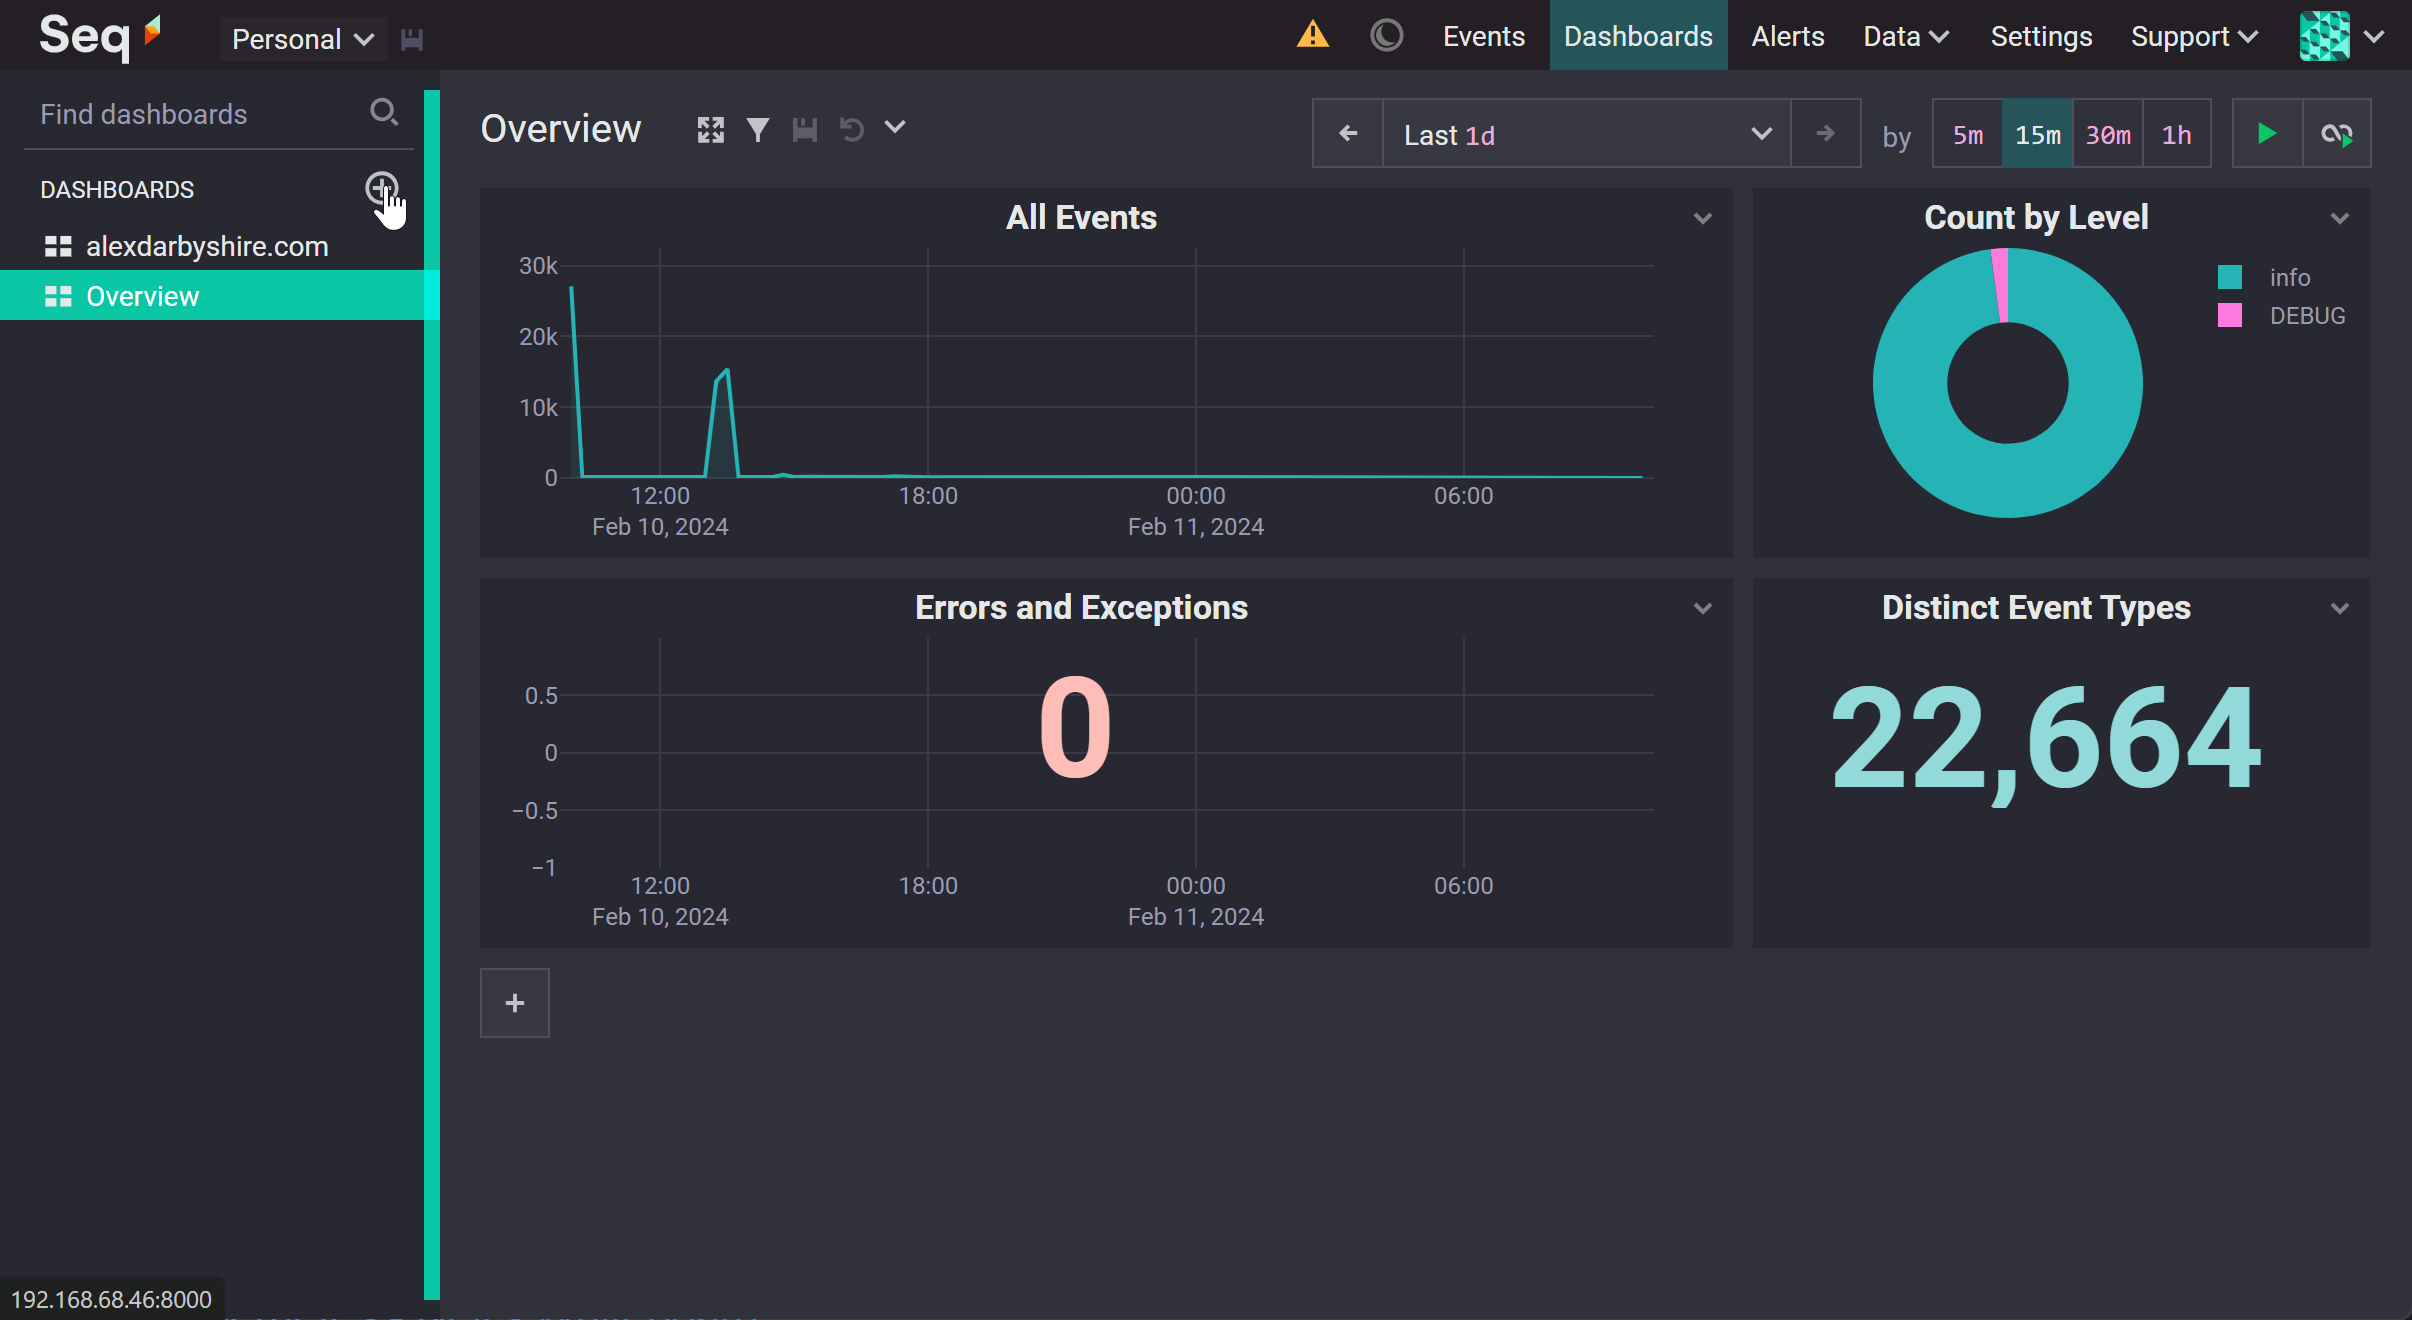 Seq
Personal
Events
Dashboards
Alerts
Data
Settings
Support
Find dashboards
DASHBOARDS
alexdarbyshire.com
Overview
Overview
Last 1d
by
5m
15m
30m
1h
All Events
30k
20k
10k
0
12:00
18:00
00:00
06:00
Feb 10, 2024
Feb 11, 2024
Count by Level
info
DEBUG
Errors and Exceptions
0.5
0
−0.5
−1
0
12:00
18:00
00:00
06:00
Feb 10, 2024
Feb 11, 2024
Distinct Event Types
22,664
+
192.168.68.46:8000